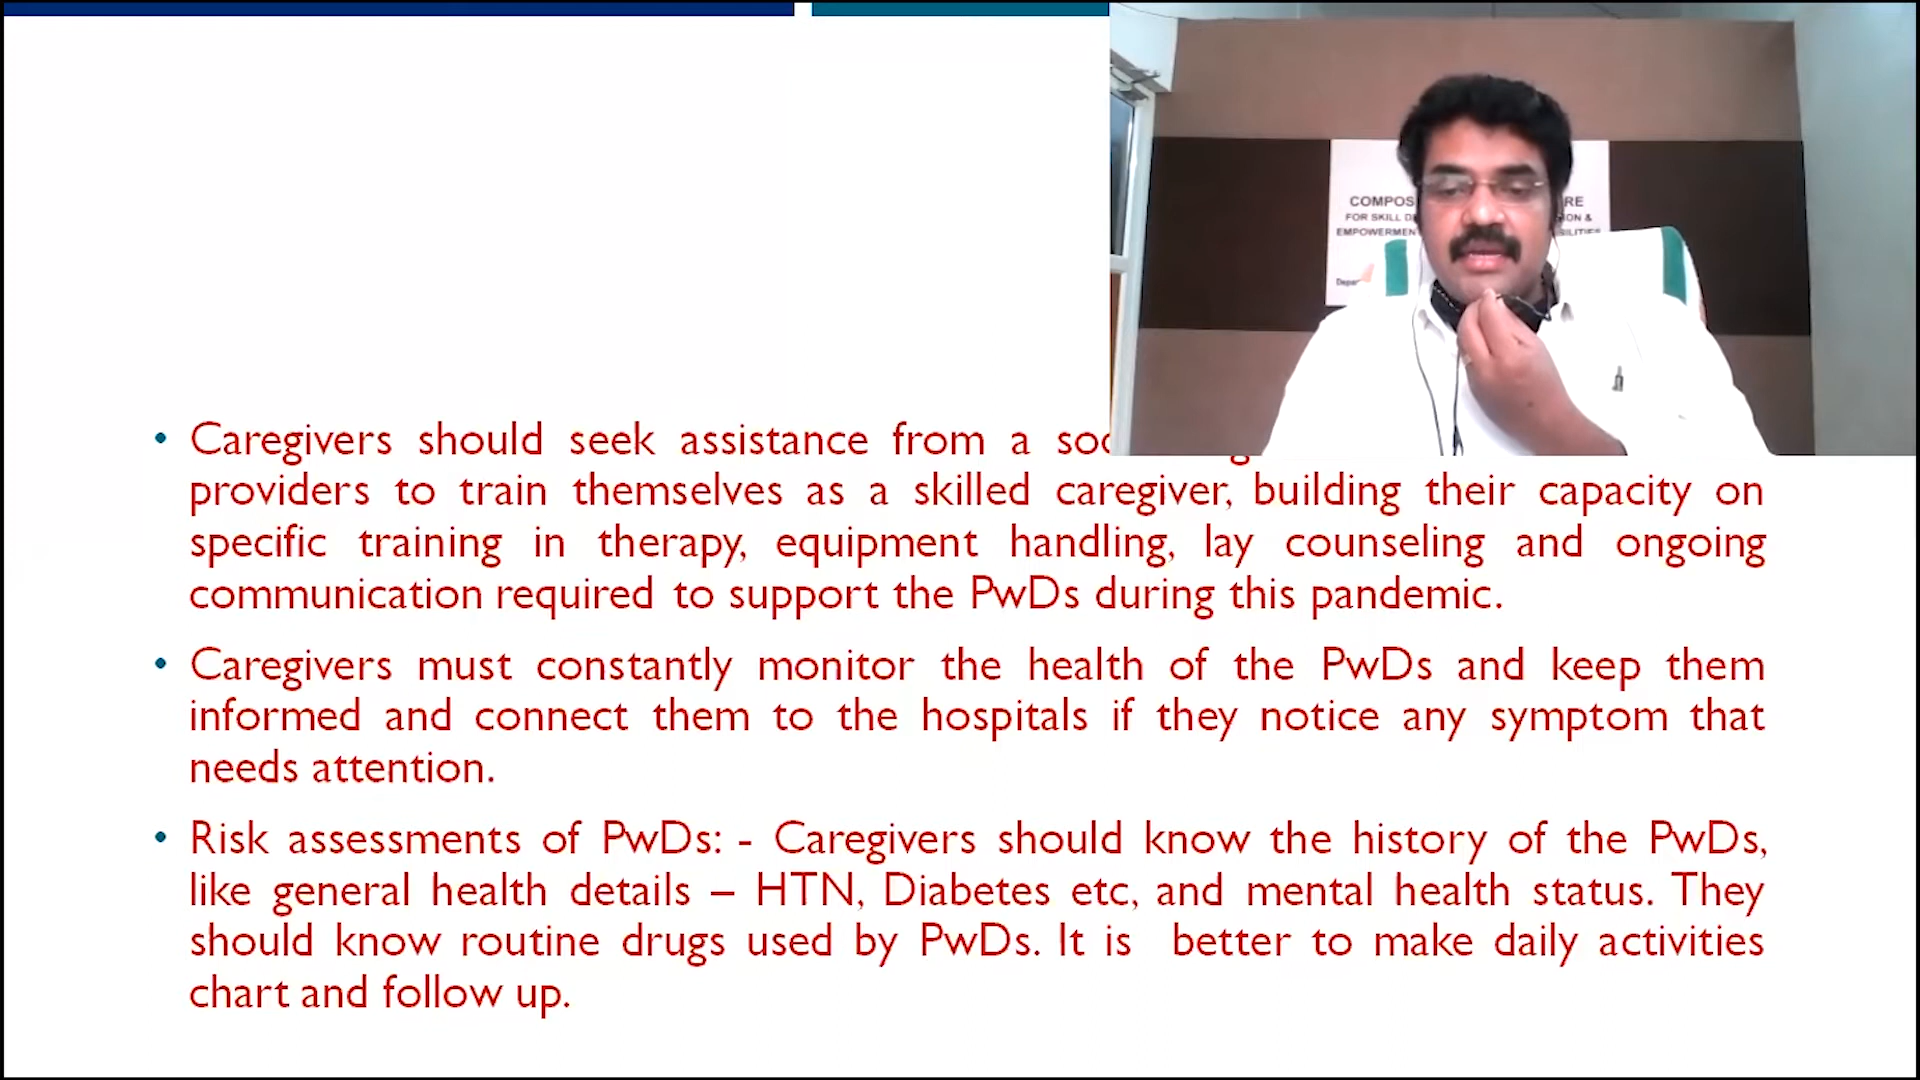 COMPOS RE
FOR SKILL D ION &
EMPOWERMEN BILITIES
Depar
Caregivers should seek assistance from a soc
providers to train themselves as a skilled caregiver, building their capacity on
specific training in therapy, equipment handling, lay counseling and ongoing
communication required to support the PwDs during this pandemic.
Caregivers must constantly monitor the health of the PwDs and keep them
informed and connect them to the hospitals if they notice any symptom that
needs attention.
Risk assessments of PwDs: - Caregivers should know the history of the PwDs,
like general health details – HTN, Diabetes etc, and mental health status. They
should know routine drugs used by PwDs. It is better to make daily activities
chart and follow up.